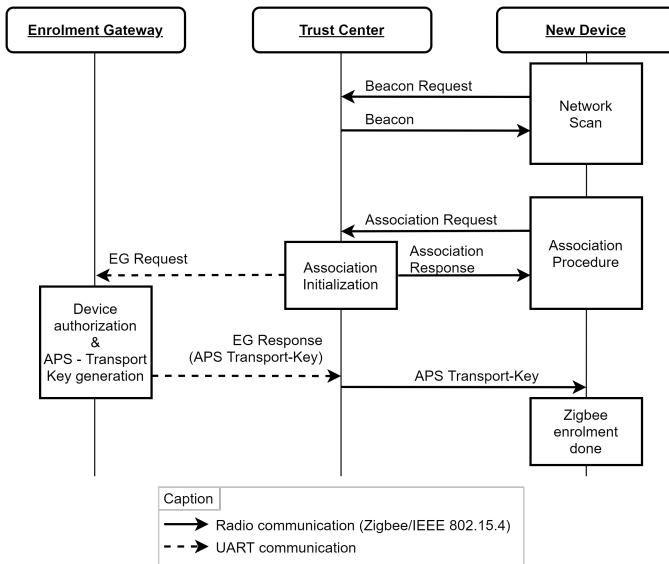 Enrolment Gateway
Trust Center
New Device
Beacon Request
Beacon
Network
Scan
Association Request
EG Request
Association
Initialization
Association
Response
Association
Procedure
Device
authorization
&
APS - Transport
Key generation
EG Response
(APS Transport-Key)
APS Transport-Key
Zigbee
enrolment
done
Caption
Radio communication (Zigbee/IEEE 802.15.4)
UART communication